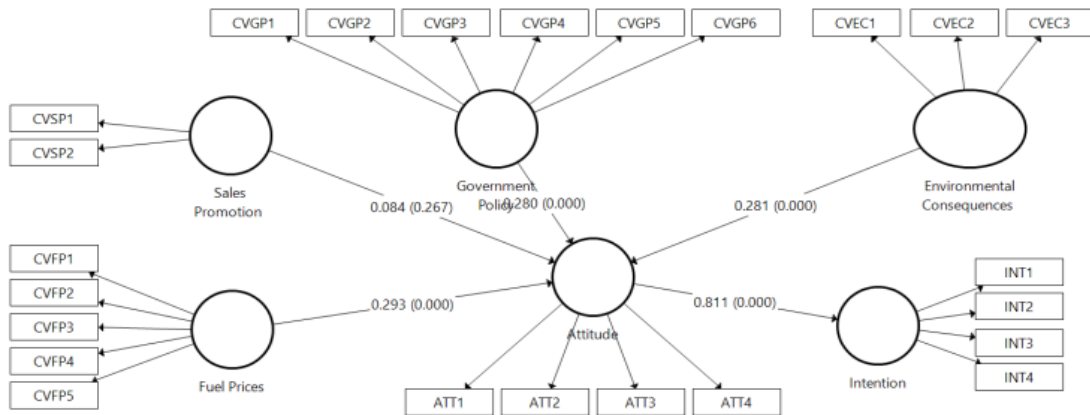 CVGP1
CVGP2
CVGP3
CVGP4
CVGP5
CVGP6
CVEC1
CVEC2
CVEC3
CVSP1
CVSP2
Sales
Promotion
Government
Policy
0.280 (0.000)
Environmental
Consequences
0.084 (0.267)
0.281 (0.000)
CVFP1
CVFP2
CVFP3
CVFP4
CVFP5
Fuel Prices
0.293 (0.000)
Attitude
0.811 (0.000)
Intention
INT1
INT2
INT3
INT4
ATT1
ATT2
ATT3
ATT4